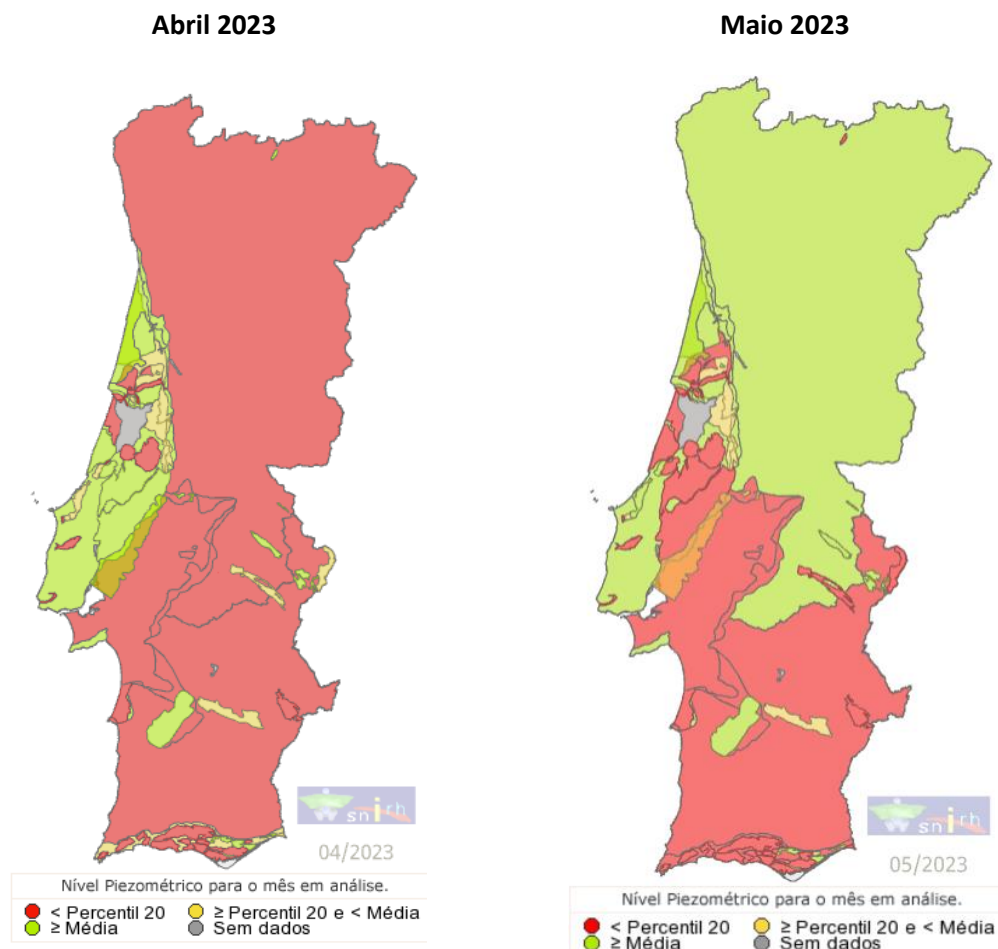 Abril 2023
Maio 2023
snirh
04/2023
Nível Piezométrico para o mês em análise.
< Percentil 20
≥ Percentil 20 e < Média
≥ Média
Sem dados
snirh
05/2023
Nível Piezométrico para o mês em análise.
< Percentil 20
≥ Percentil 20 e < Média
≥ Média
Sem dados